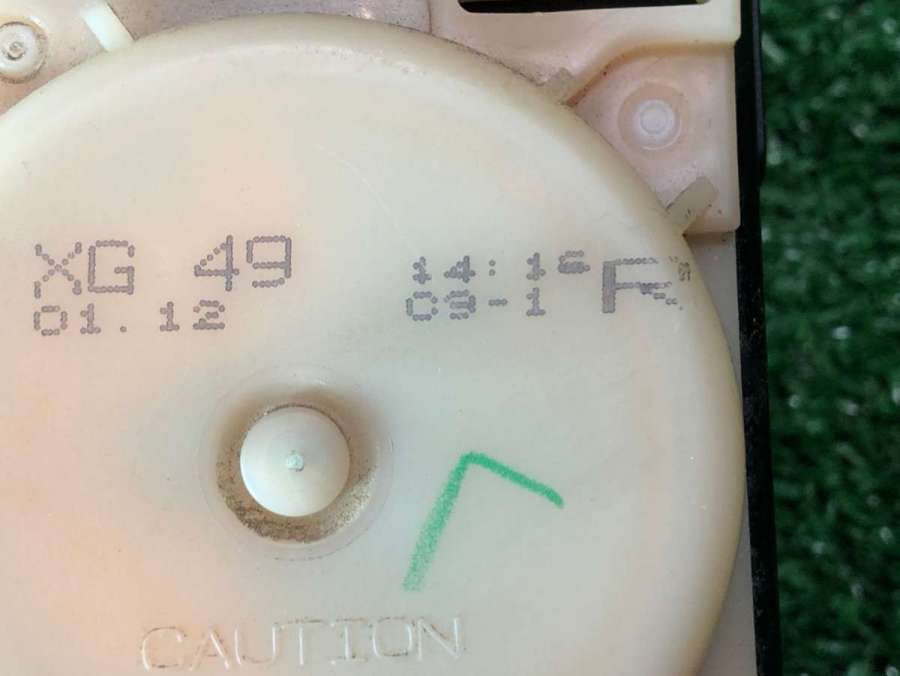 XG 49
01.12
14:16
03-1
R
CAUTION